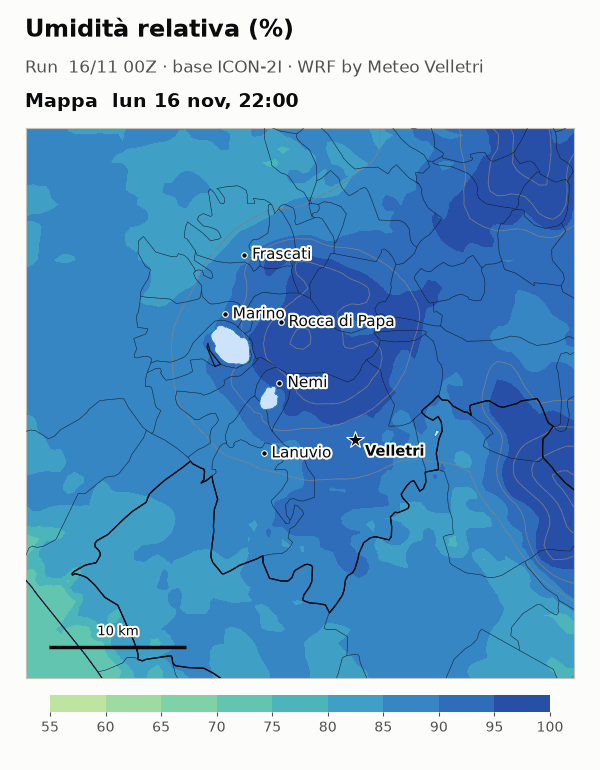 Umidità relativa (%)
Run  16/11 00Z · base ICON-2I · WRF by Meteo Velletri
Mappa  lun 16 nov, 22:00
Frascati
Marino
Rocca di Papa
Nemi
Velletri
Lanuvio
10 km
55 60 65 70 75 80 85 90 95 100